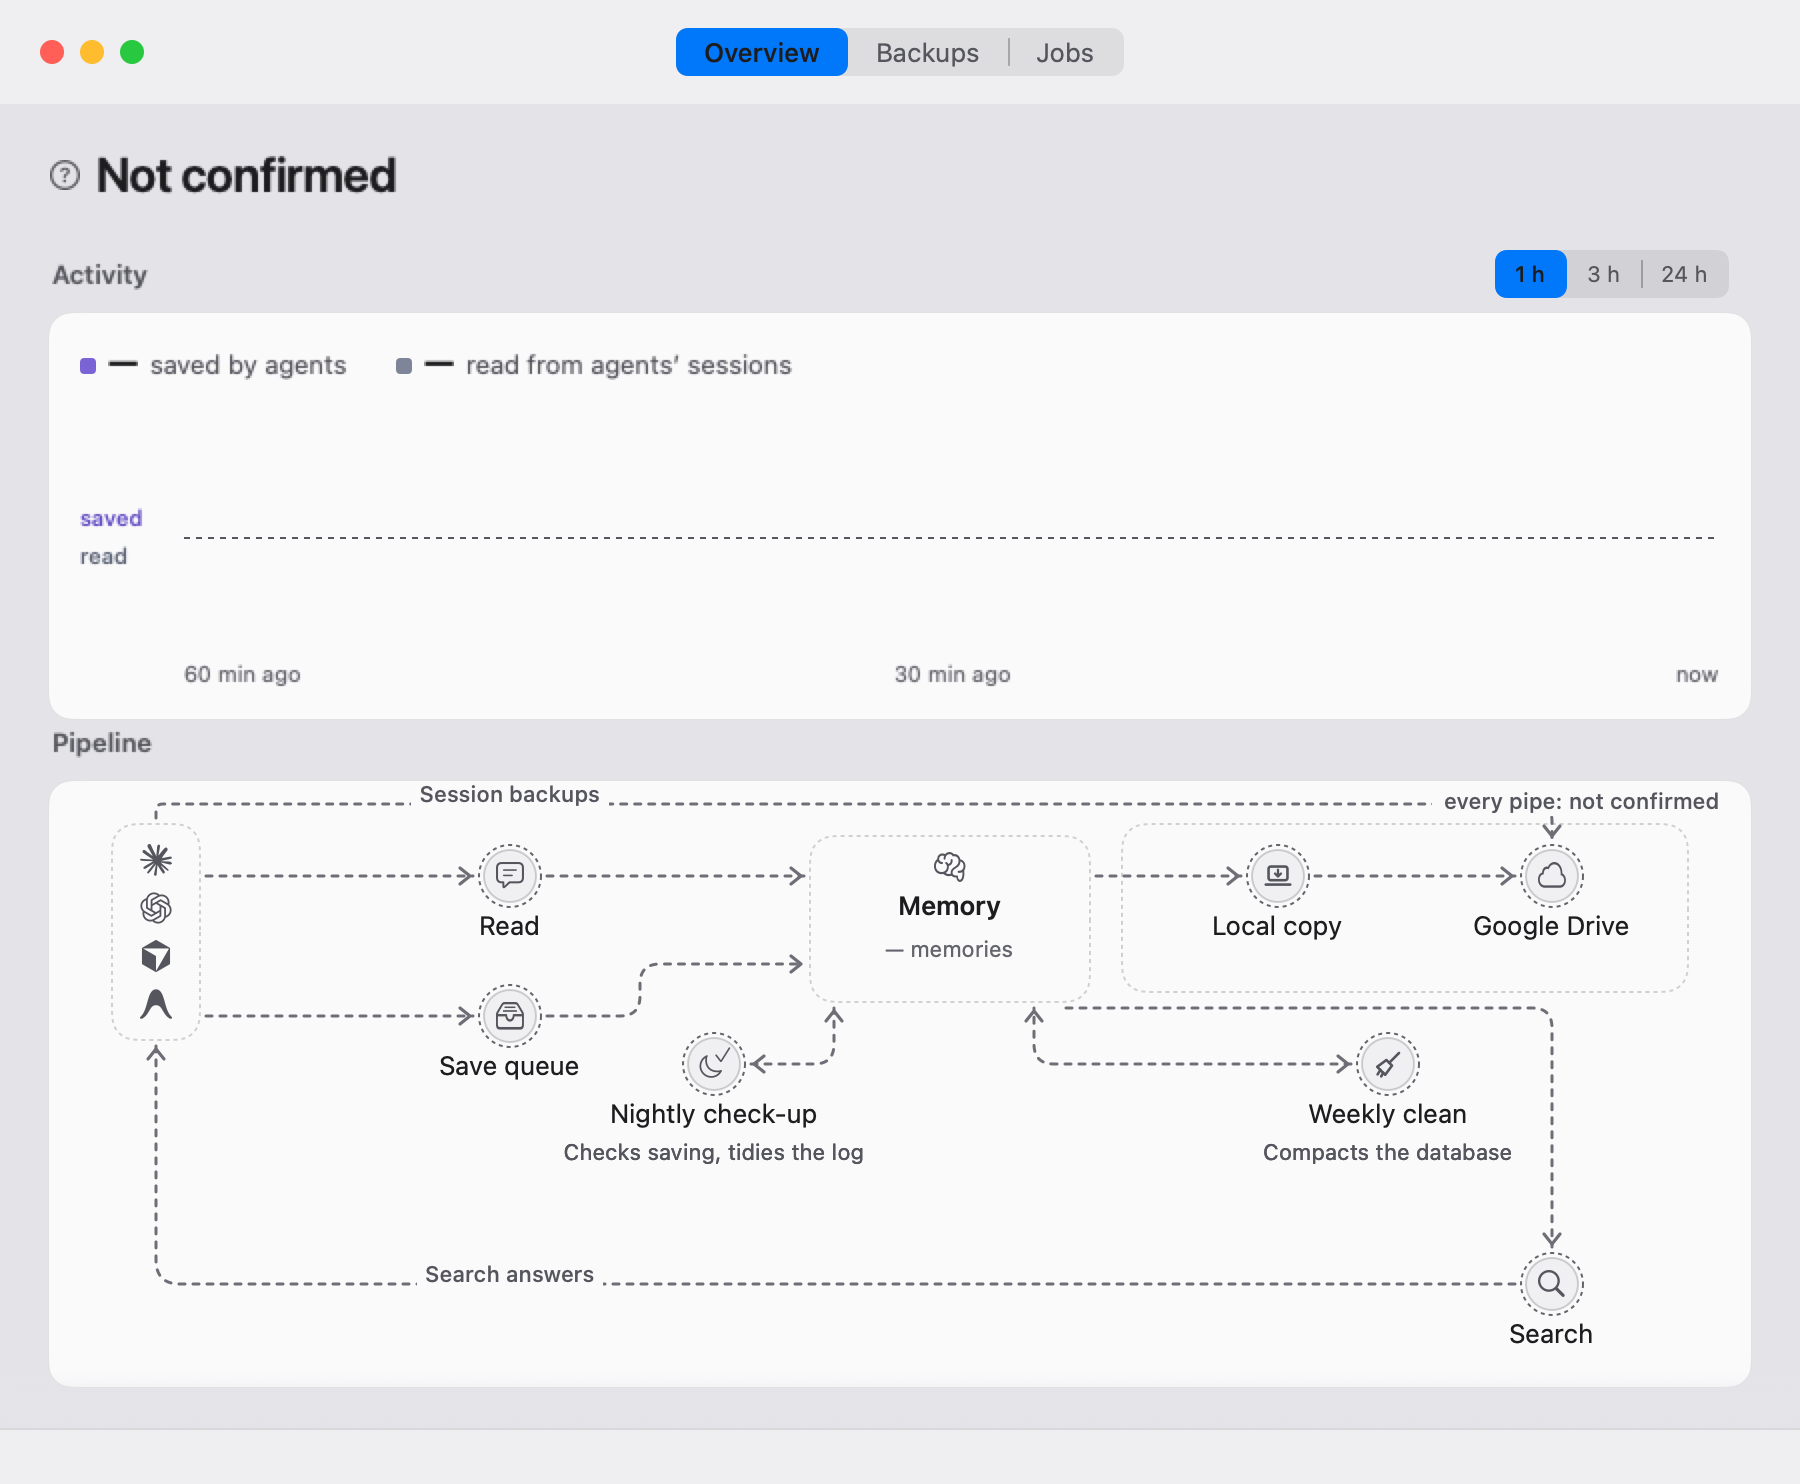 Overview Backups Jobs
Not confirmed
Activity
1 h 3 h 24 h
— saved by agents — read from agents’ sessions
saved
read
60 min ago 30 min ago now
Pipeline
Session backups
every pipe: not confirmed
Read
Memory
— memories
Local copy
Google Drive
Save queue
Nightly check-up
Checks saving, tidies the log
Weekly clean
Compacts the database
Search answers
Search